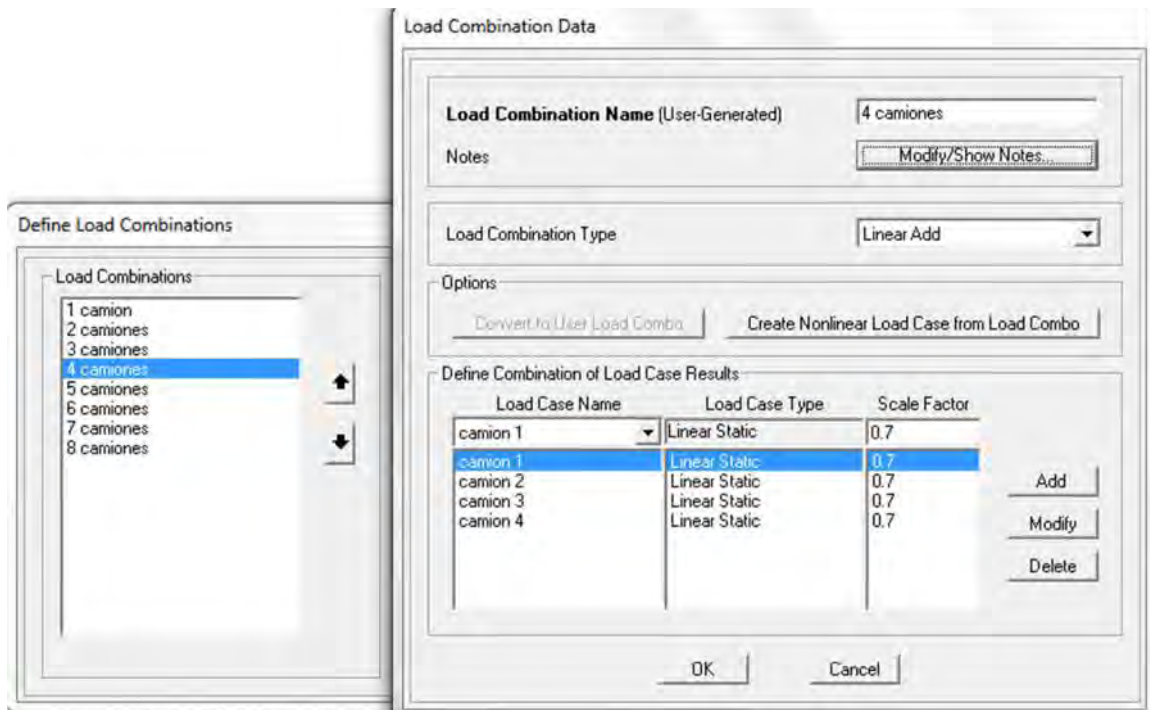 Define Load Combinations
Load Combinations
1 camion
2 camiones
3 camiones
4 camiones
5 camiones
6 camiones
7 camiones
8 camiones
Load Combination Data
Load Combination Name (User-Generated) 4 camiones
Notes Modify/Show Notes...
Load Combination Type Linear Add
Options
Convert to User Load Combo Create Nonlinear Load Case from Load Combo
Define Combination of Load Case Results
Load Case Name Load Case Type Scale Factor
camion 1 Linear Static 0.7
camion 1 Linear Static 0.7
camion 2 Linear Static 0.7
camion 3 Linear Static 0.7
camion 4 Linear Static 0.7
Add
Modify
Delete
OK Cancel